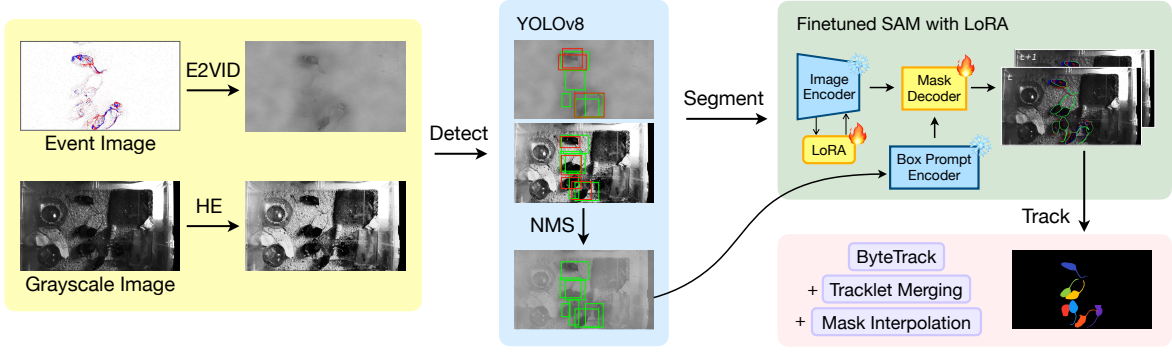 E2VID
Event Image
HE
Grayscale Image
Detect
YOLOv8
NMS
Segment
Finetuned SAM with LoRA
Image
Encoder
LoRA
Mask
Decoder
Box Prompt
Encoder
t+1
t
Track
ByteTrack
+ Tracklet Merging
+ Mask Interpolation